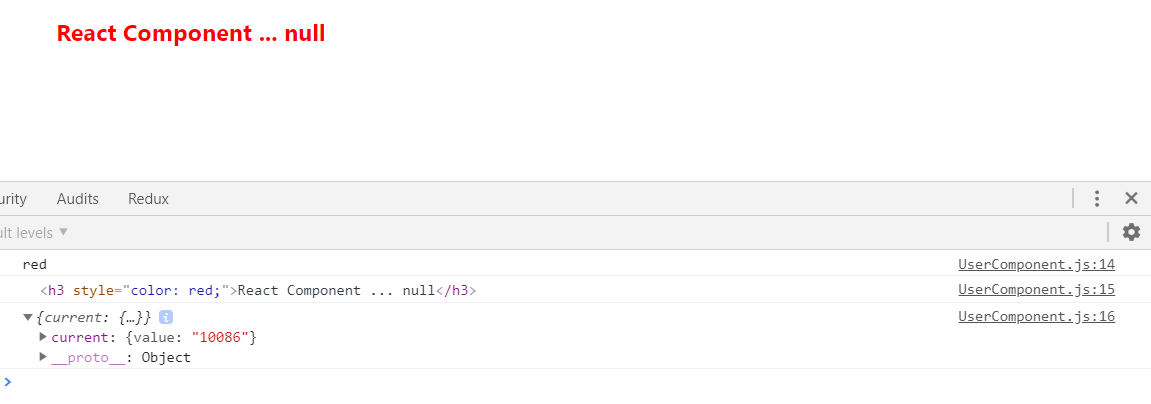 React Component ... null
urity Audits Redux
ult levels
red UserComponent.js:14
<h3 style="color: red;">React Component ... null</h3> UserComponent.js:15
{current: {…}} i UserComponent.js:16
current: {value: "10086"}
__proto__: Object